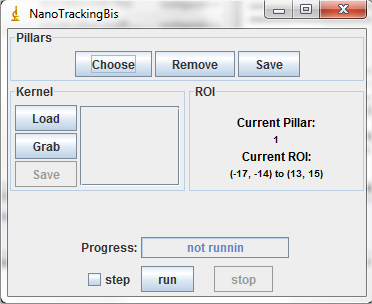 NanoTrackingBis
Pillars
Choose Remove Save
Kernel
Load
Grab
Save
ROI
Current Pillar:
1
Current ROI:
(-17, -14) to (13, 15)
Progress: not runnin
step run stop